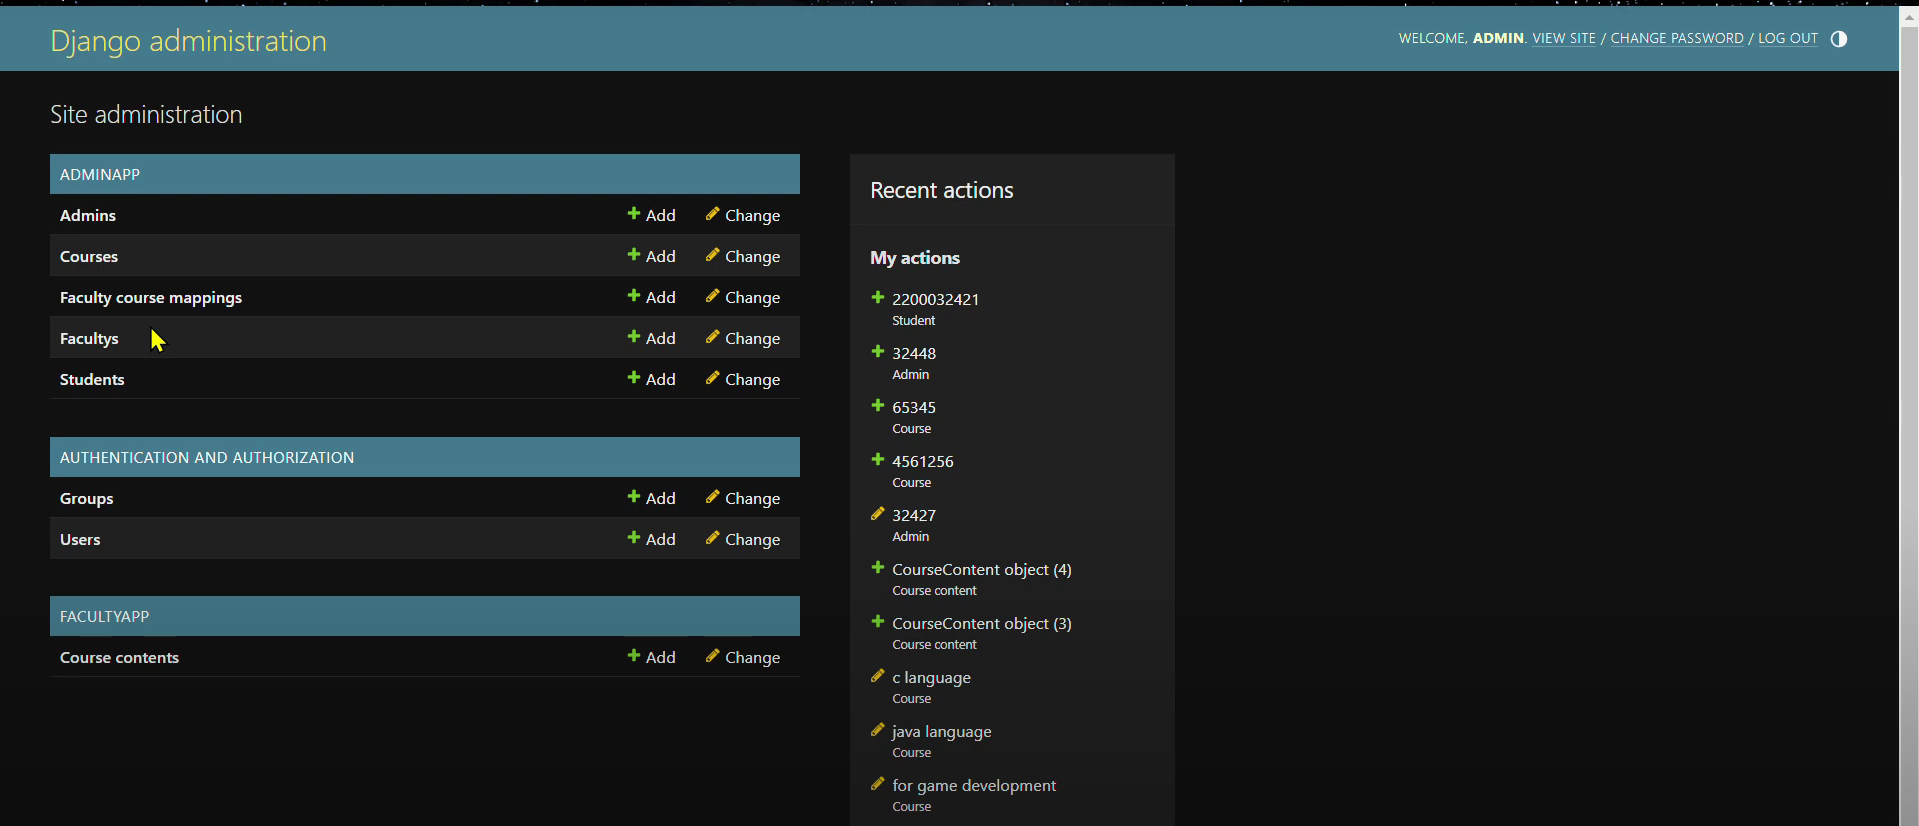 Django administration
WELCOME, ADMIN. VIEW SITE / CHANGE PASSWORD / LOG OUT
Site administration
ADMINAPP
Admins Add Change
Courses Add Change
Faculty course mappings Add Change
Facultys Add Change
Students Add Change
AUTHENTICATION AND AUTHORIZATION
Groups Add Change
Users Add Change
FACULTYAPP
Course contents Add Change
Recent actions
My actions
2200032421
Student
32448
Admin
65345
Course
4561256
Course
32427
Admin
CourseContent object (4)
Course content
CourseContent object (3)
Course content
c language
Course
java language
Course
for game development
Course